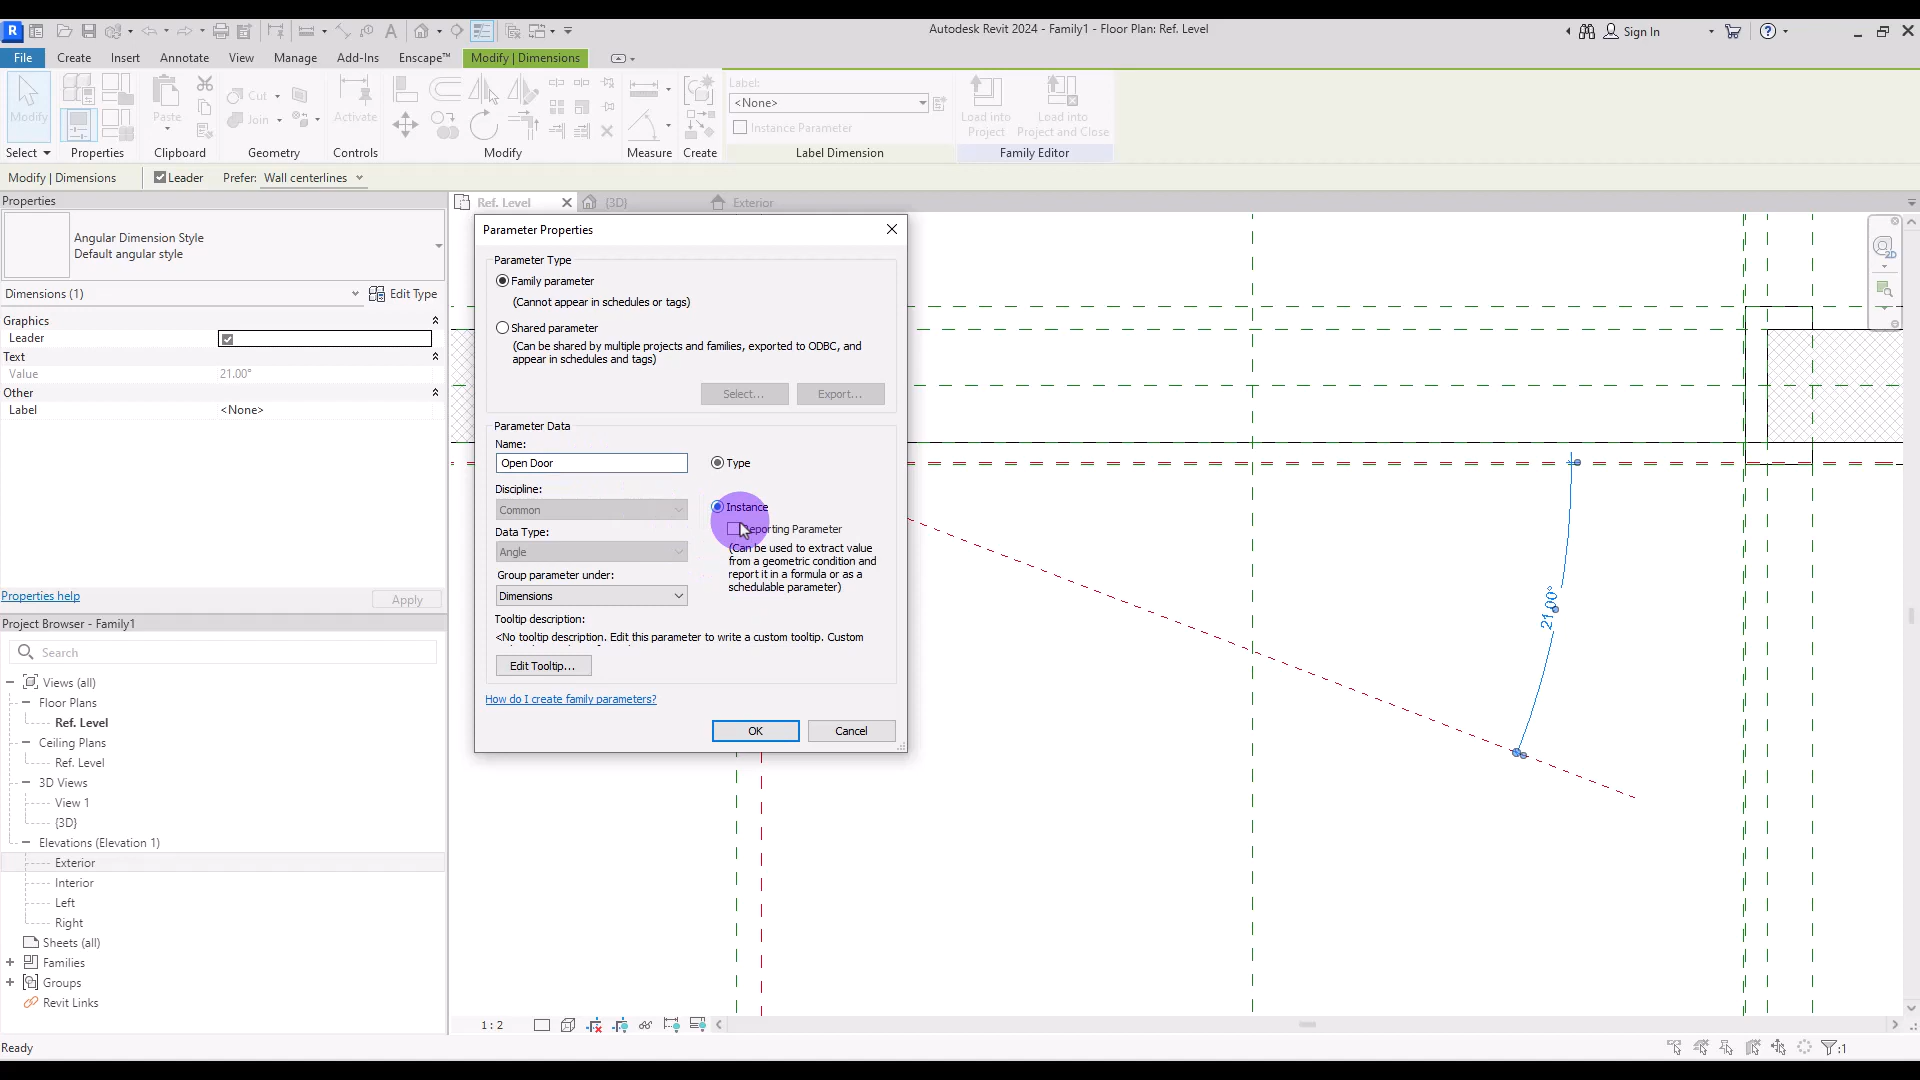 Autodesk Revit 2024 - Family1 - Floor Plan: Ref. Level
Sign In
File Create Insert Annotate View Manage Add-Ins Enscape™ Modify | Dimensions
Modify
Paste
Cut
Join
Activate
Label:
<None>
Instance Parameter
Load into
Project
Load into
Project and Close
Select Properties Clipboard Geometry Controls Modify Measure Create Label Dimension Family Editor
Modify | Dimensions
Leader
Prefer: Wall centerlines
Properties
Ref. Level
(3D)
Exterior
Angular Dimension Style
Default angular style
Dimensions (1)
Edit Type
Graphics
Leader
Text
Value 21.00°
Other
Label <None>
Properties help
Apply
Parameter Properties
Parameter Type
Family parameter
(Cannot appear in schedules or tags)
Shared parameter
(Can be shared by multiple projects and families, exported to ODBC, and
appear in schedules and tags)
Select...
Export...
Parameter Data
Name:
Open Door
Type
Discipline:
Common
Instance
Reporting Parameter
Data Type:
Angle
(Can be used to extract value
from a geometric condition and
report it in a formula or as a
schedulable parameter)
Group parameter under:
Dimensions
Tooltip description:
<No tooltip description. Edit this parameter to write a custom tooltip. Custom
Edit Tooltip...
How do I create family parameters?
OK
Cancel
21.00°
2D
Project Browser - Family1
Search
Views (all)
Floor Plans
Ref. Level
Ceiling Plans
Ref. Level
3D Views
View 1
{3D}
Elevations (Elevation 1)
Exterior
Interior
Left
Right
Sheets (all)
Families
Groups
Revit Links
1 : 2
Ready
:1